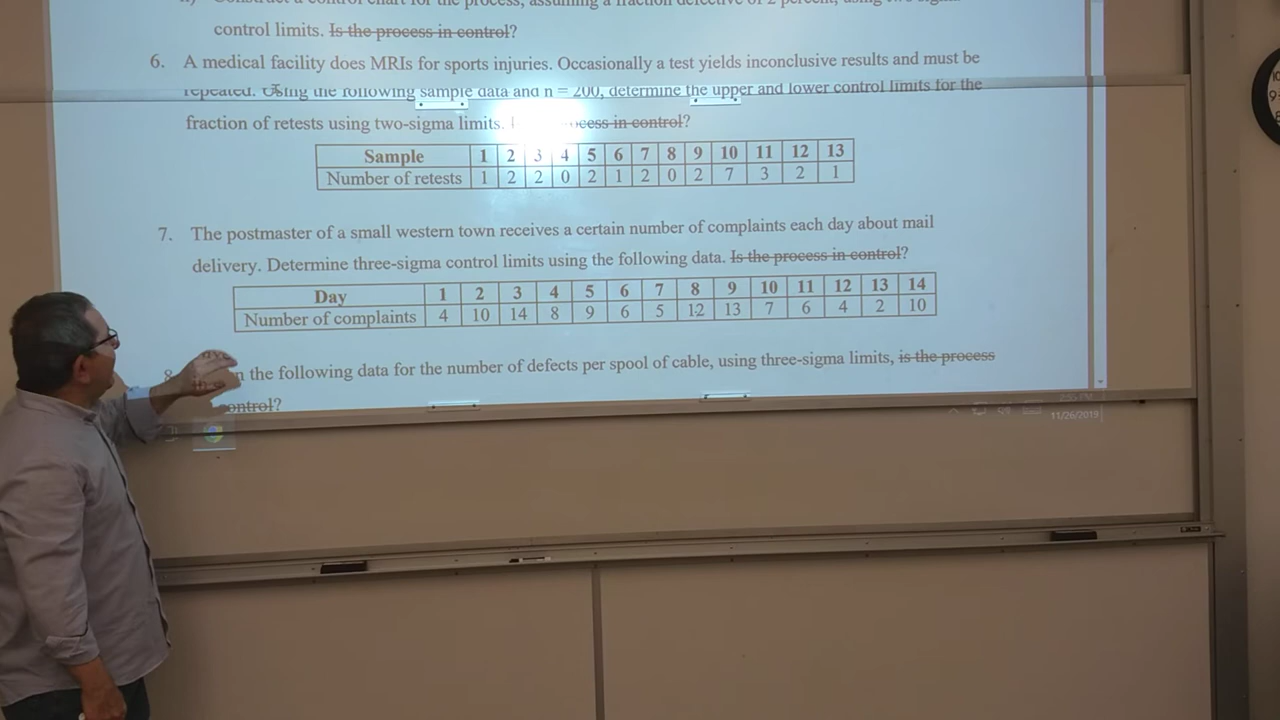 control limits. Is the process in control?
6. A medical facility does MRIs for sports injuries. Occasionally a test yields inconclusive results and must be
repeated. Using the following sample data and n = 200, determine the upper and lower control limits for the
fraction of retests using two-sigma limits. process in control?
Sample 1 2 3 4 5 6 7 8 9 10 11 12 13
Number of retests 1 2 2 0 2 1 2 0 2 7 3 2 1
7. The postmaster of a small western town receives a certain number of complaints each day about mail
delivery. Determine three-sigma control limits using the following data. Is the process in control?
Day 1 2 3 4 5 6 7 8 9 10 11 12 13 14
Number of complaints 4 10 14 8 9 6 5 12 13 7 6 4 2 10
8. the following data for the number of defects per spool of cable, using three-sigma limits, is the process
control?
11/26/2019